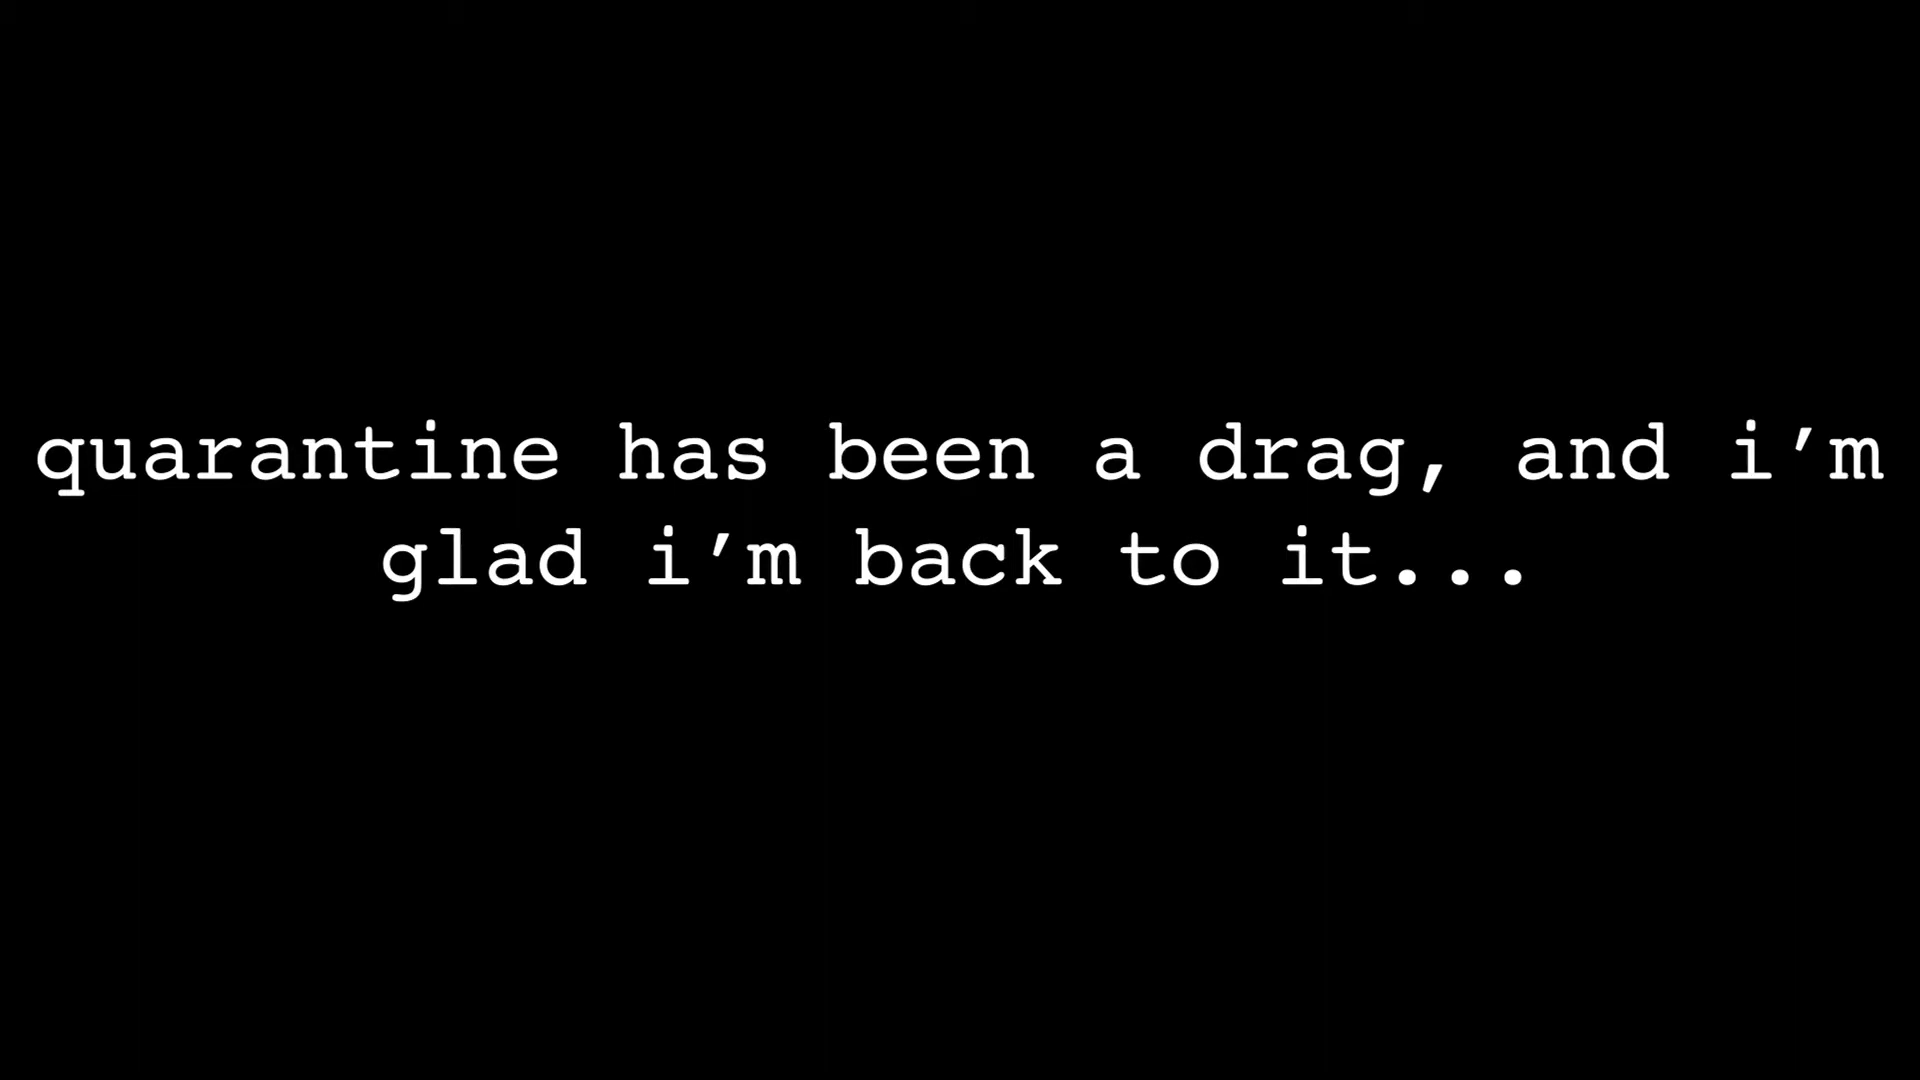 quarantine has been a drag, and i’m
glad i’m back to it...